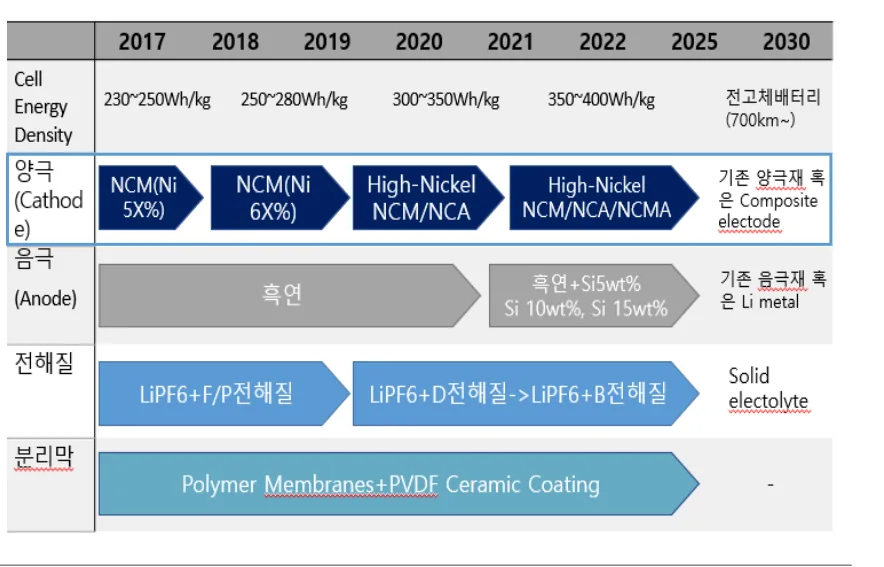 2017 2018 2019 2020 2021 2022 2025 2030
Cell
Energy
Density
230~250Wh/kg 250~280Wh/kg 300~350Wh/kg 350~400Wh/kg
전고체배터리
(700km~)
양극
(Cathod
e)
NCM(Ni
5X%)
NCM(Ni
6X%)
High-Nickel
NCM/NCA
High-Nickel
NCM/NCA/NCMA
기존 양극재 혹
은 Composite
electode
음극
(Anode)
흑연
흑연+Si5wt%
Si 10wt%, Si 15wt%
기존 음극재 혹
은 Li metal
전해질
LiPF6+F/P전해질
LiPF6+D전해질->LiPF6+B전해질
Solid
electolyte
분리막
Polymer Membranes+PVDF Ceramic Coating
-